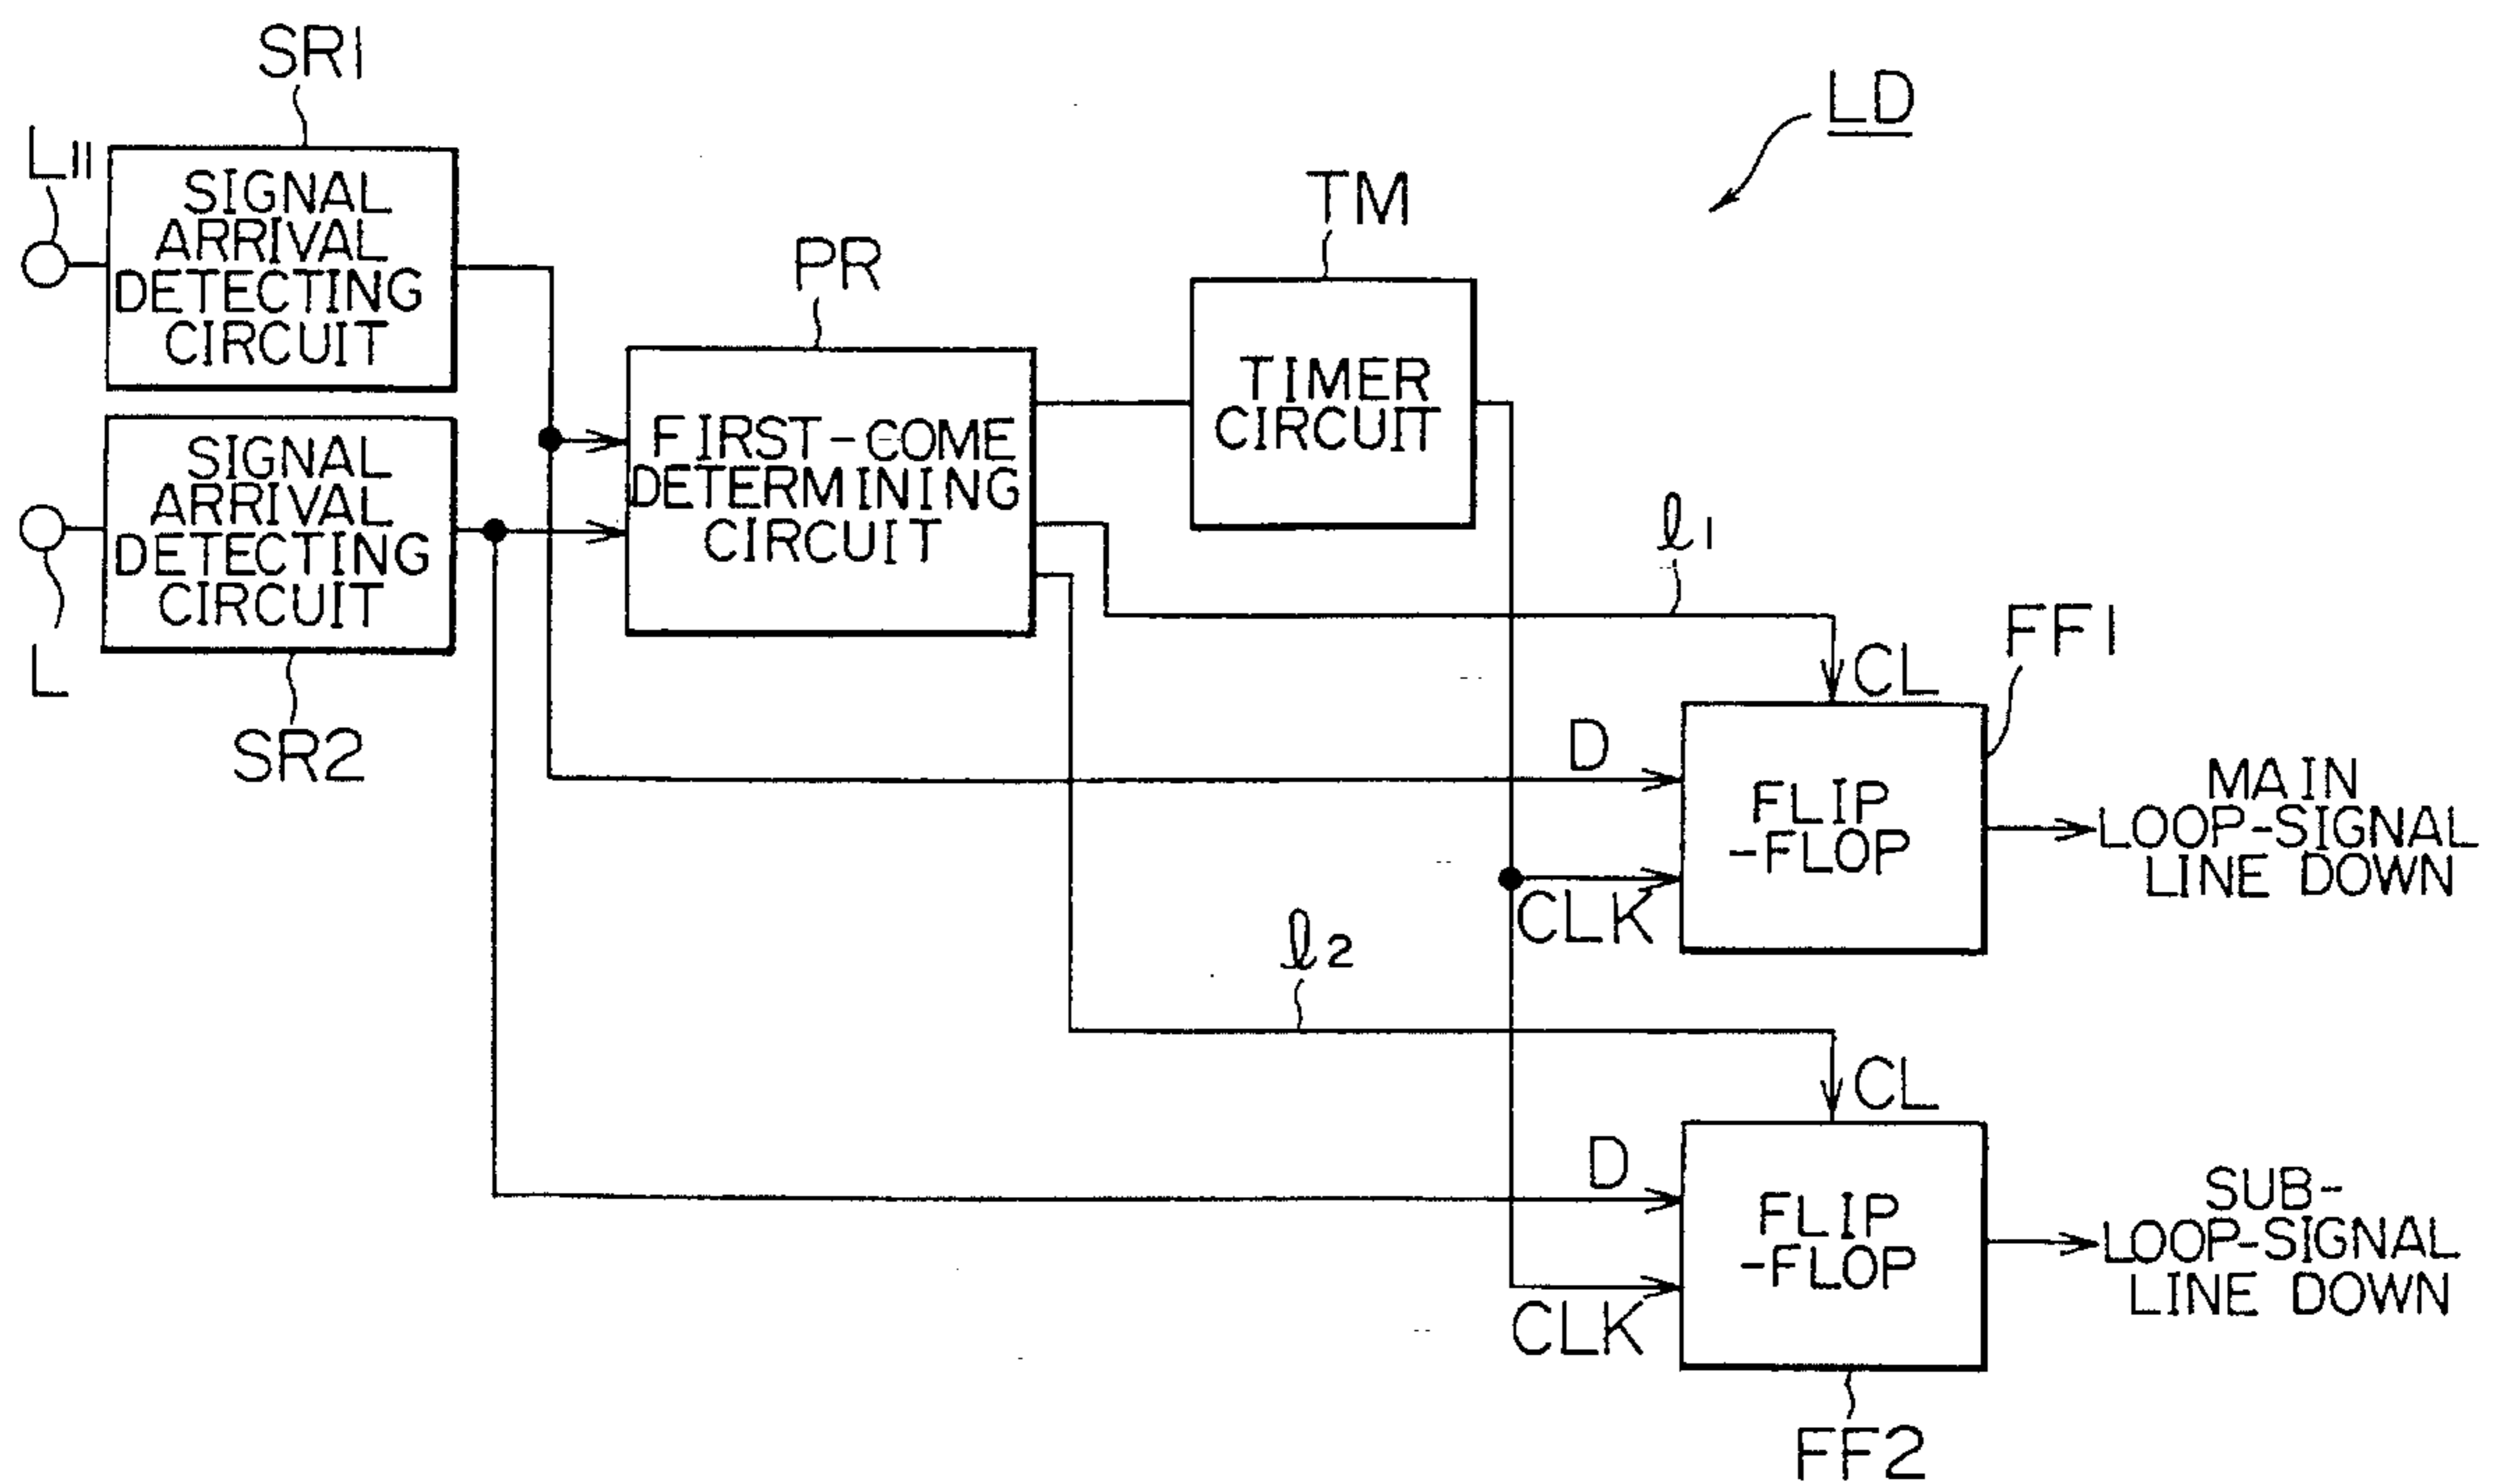 SR1
L11
SIGNAL
ARRIVAL
DETECTING
CIRCUIT
SIGNAL
ARRIVAL
DETECTING
CIRCUIT
L
SR2
PR
FIRST-COME
DETERMINING
CIRCUIT
TM
TIMER
CIRCUIT
LD
ℓ1
CL
FF1
D
FLIP
-FLOP
CLK
MAIN
LOOP-SIGNAL
LINE DOWN
ℓ2
CL
D
FLIP
-FLOP
CLK
SUB-
LOOP-SIGNAL
LINE DOWN
FF2